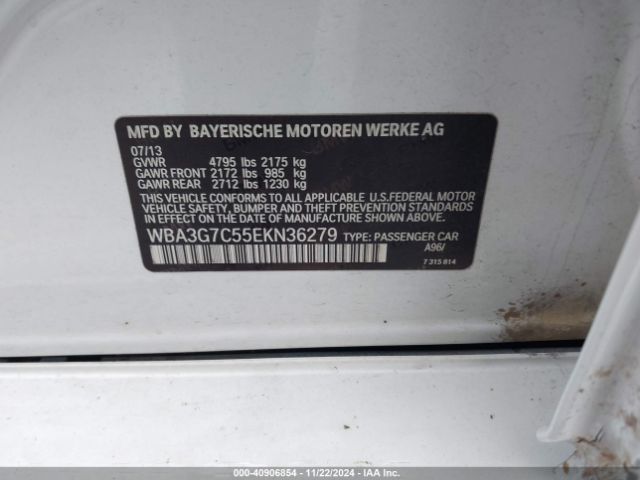 MFD BY BAYERISCHE MOTOREN WERKE AG
07/13
GVWR 4795 lbs 2175 kg
GAWR FRONT 2172 lbs 985 kg
GAWR REAR 2712 lbs 1230 kg
THIS VEHICLE CONFORMS TO ALL APPLICABLE U.S.FEDERAL MOTOR
VEHICLE SAFETY, BUMPER, AND THEFT PREVENTION STANDARDS IN
EFFECT ON THE DATE OF MANUFACTURE SHOWN ABOVE.
WBA3G7C55EKN36279 TYPE: PASSENGER CAR
A96/
7 315 814
000-40906854 - 11/22/2024 - IAAI.COM